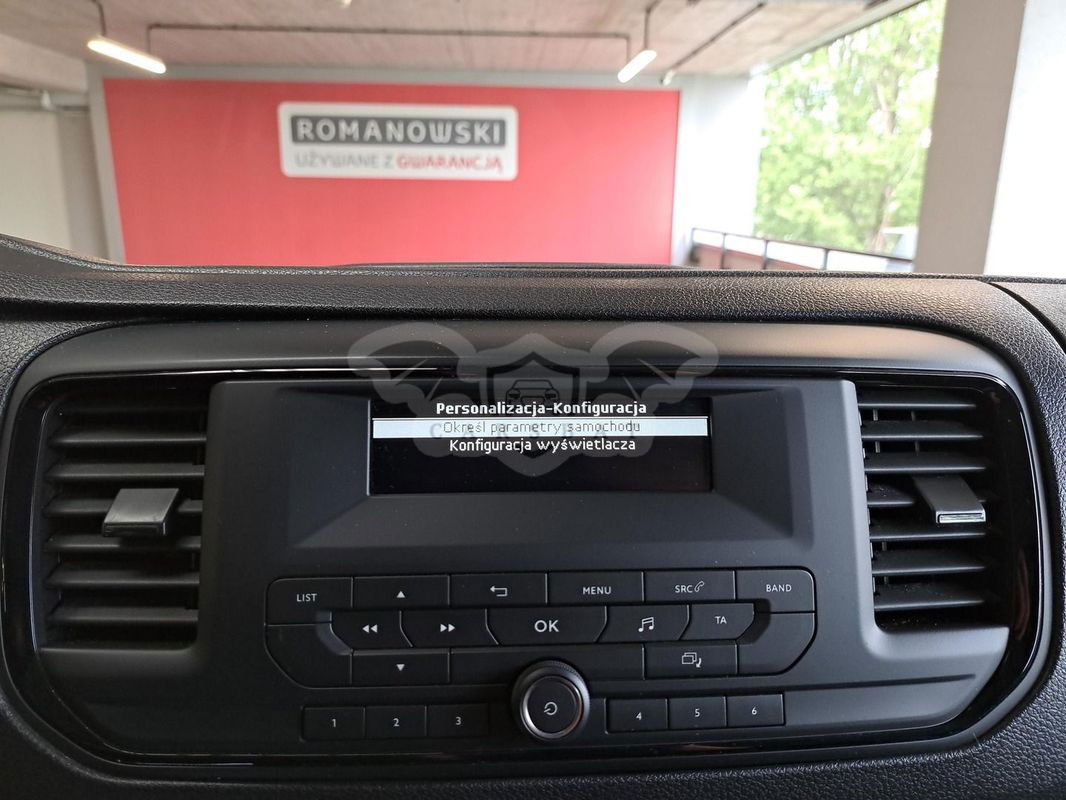 ROMANOWSKI
UŻYWANE Z GWARANCJĄ
Personalizacja-Konfiguracja
Określ parametry samochodu
Konfiguracja wyświetlacza
LIST
MENU
SRC
BAND
OK
TA
1
2
3
4
5
6